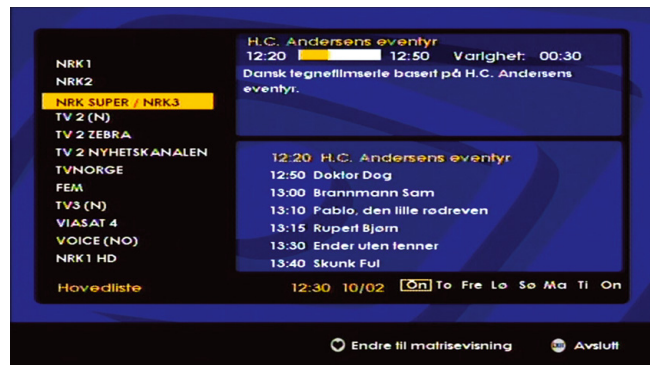 H.C. Andersens eventyr
12:20 12:50 Varighet: 00:30
Dansk tegnefilmserie basert på H.C. Andersens
eventyr.
NRK1
NRK2
NRK SUPER / NRK3
TV 2 (N)
TV 2 ZEBRA
TV 2 NYHETSKANALEN
TVNORGE
FEM
TV3 (N)
VIASAT 4
VOICE (NO)
NRK1 HD
12:20 H.C. Andersens eventyr
12:50 Doktor Dog
13:00 Brannmann Sam
13:10 Pablo, den lille rødreven
13:15 Rupert Bjørn
13:30 Ender uten tenner
13:40 Skunk Ful
Hovedliste 12:30 10/02 On To Fre Lø Sø Ma Ti On
Endre til matrisevisning Avslutt